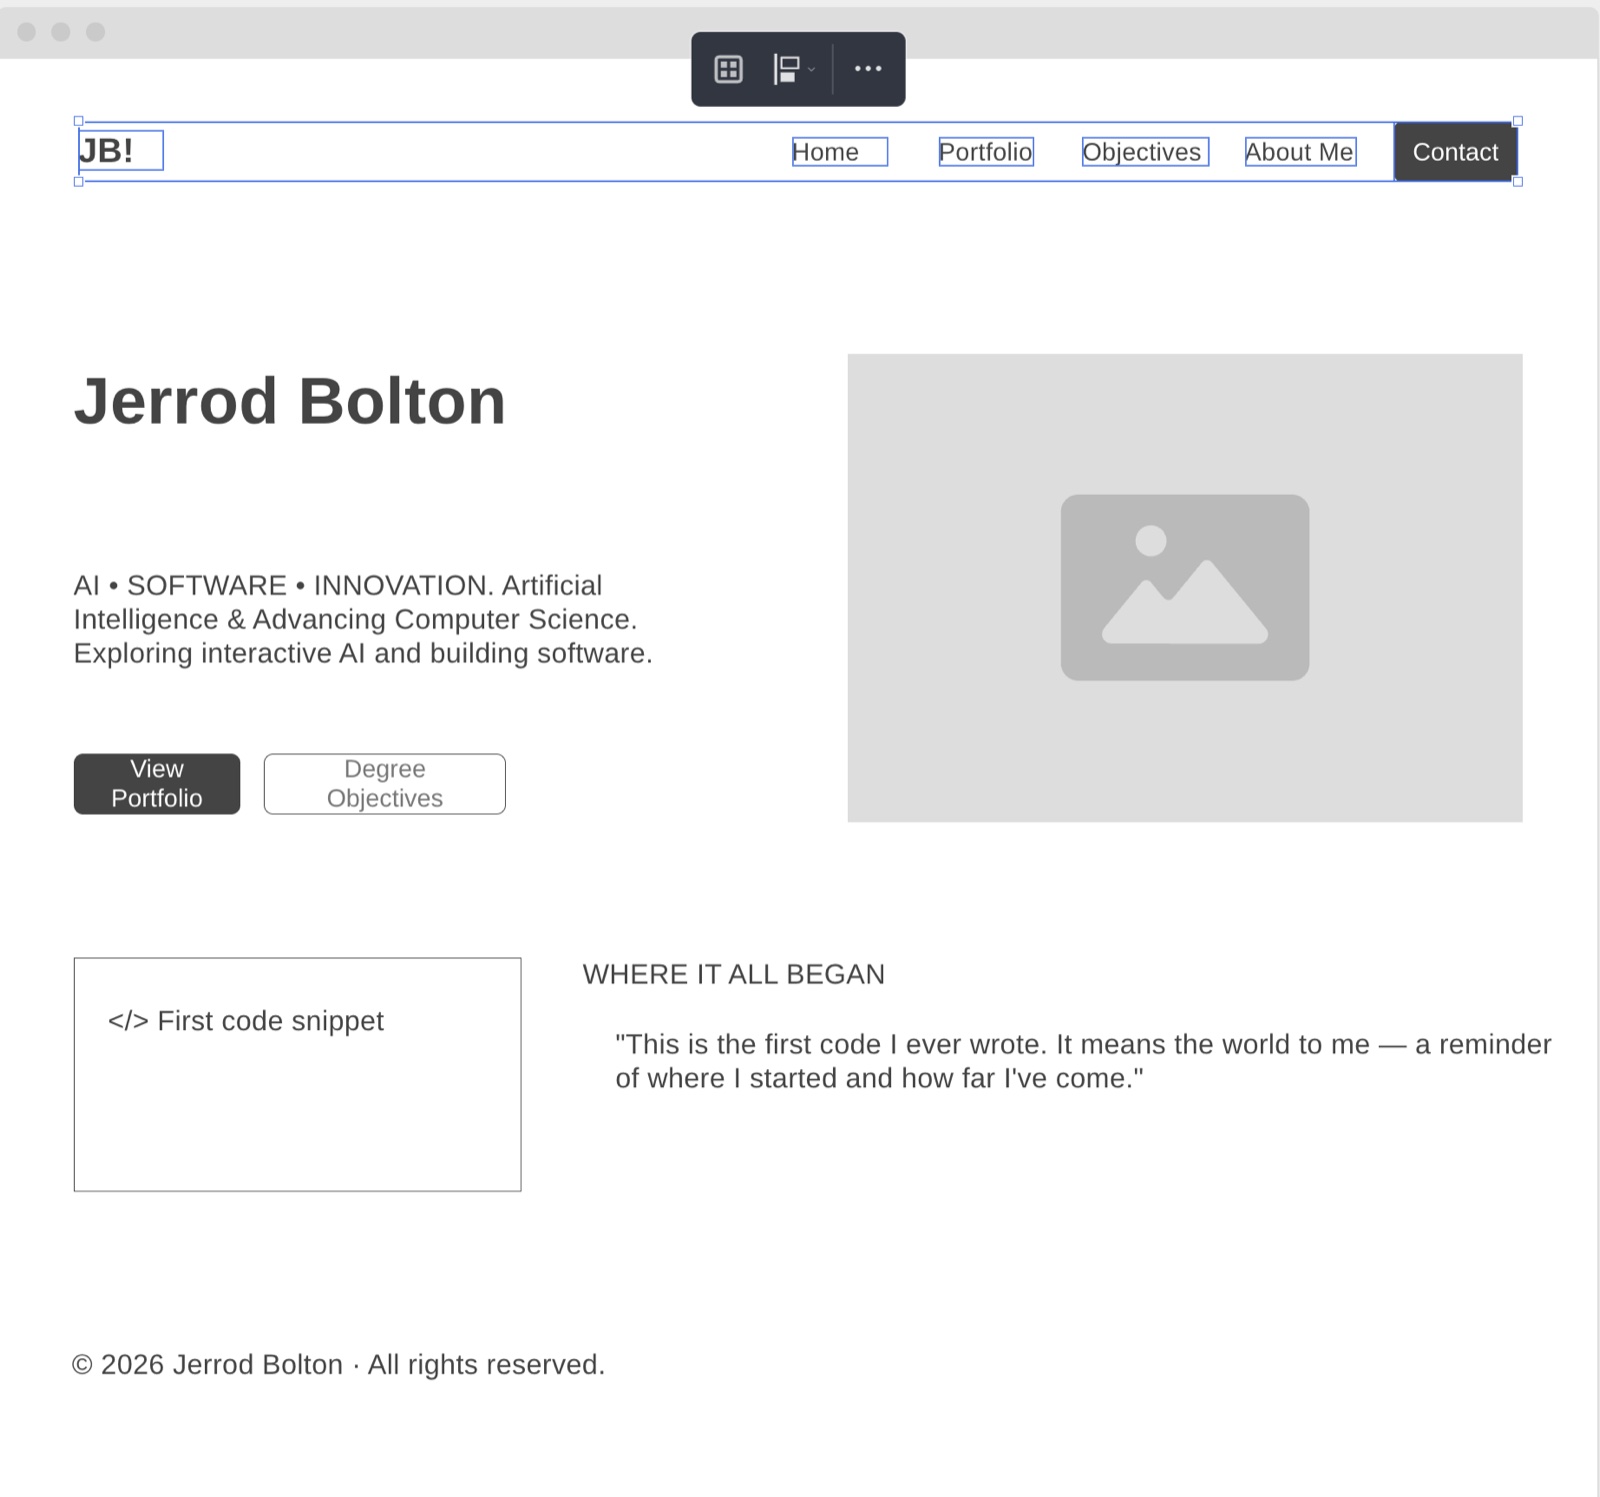 JB!
Home Portfolio Objectives About Me Contact
Jerrod Bolton
AI • SOFTWARE • INNOVATION. Artificial
Intelligence & Advancing Computer Science.
Exploring interactive AI and building software.
View
Portfolio
Degree
Objectives
</> First code snippet
WHERE IT ALL BEGAN
"This is the first code I ever wrote. It means the world to me — a reminder
of where I started and how far I've come."
© 2026 Jerrod Bolton · All rights reserved.